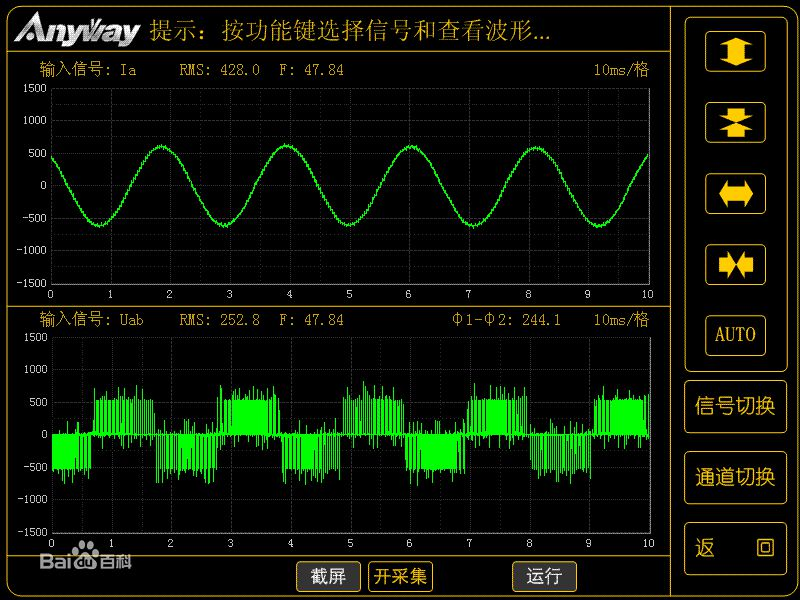 AnyWay 提示：按功能键选择信号和查看波形...
输入信号: Ia RMS: 428.0 F: 47.84 10ms/格
1500
1000
500
0
-500
-1000
-1500
0 1 2 3 4 5 6 7 8 9 10
输入信号: Uab RMS: 252.8 F: 47.84 Φ1-Φ2: 244.1 10ms/格
1500
1000
500
0
-500
-1000
-1500
0 1 2 3 4 5 6 7 8 9 10
Baidu百科
截屏 开采集 运行
AUTO
信号切换
通道切换
返 回